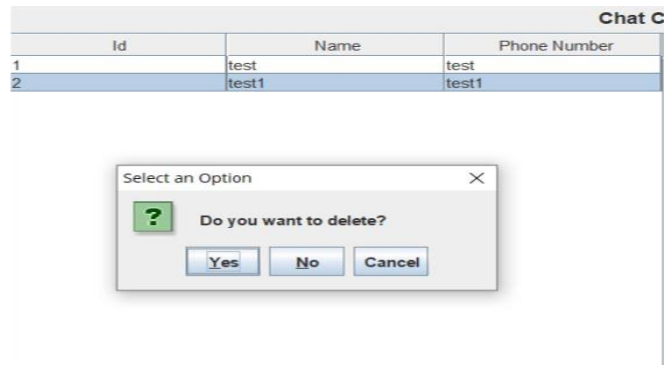 Chat C
Id Name Phone Number
1 test test
2 test1 test1
Select an Option
? Do you want to delete?
Yes No Cancel